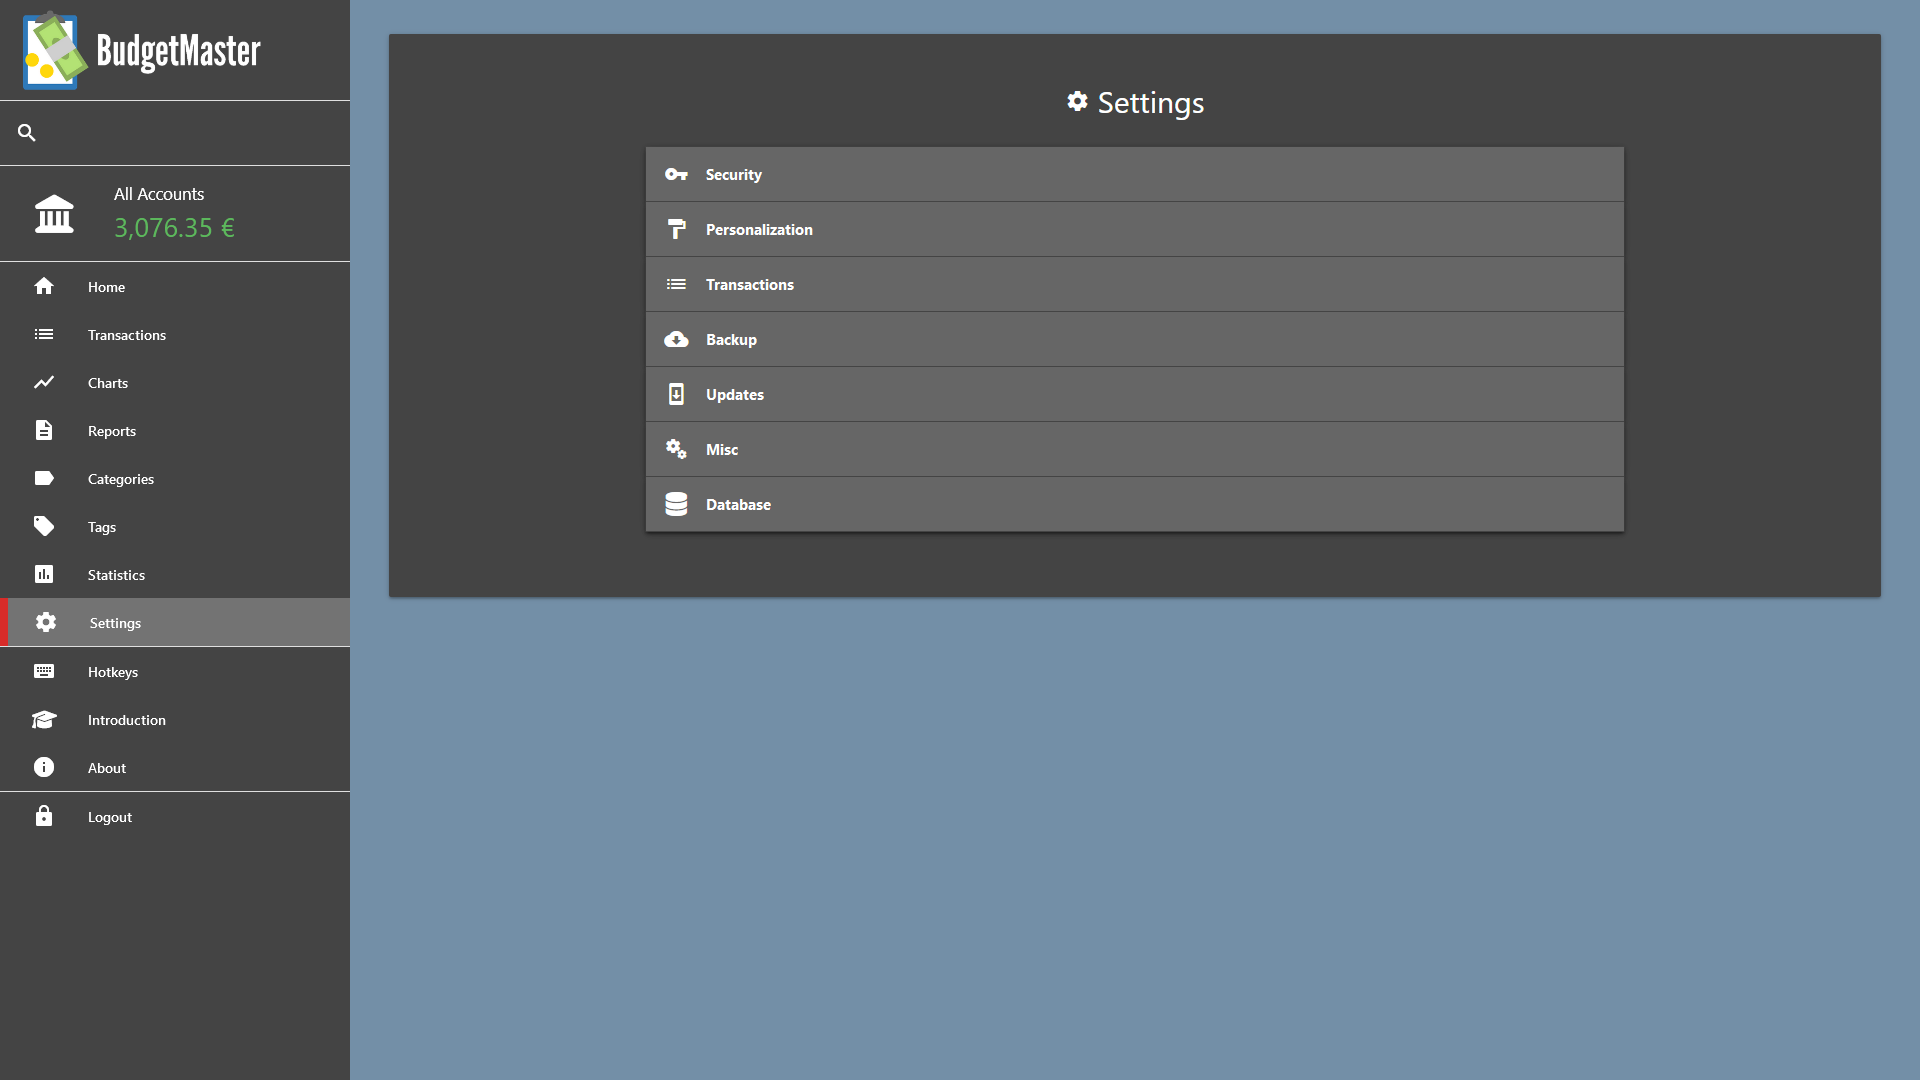 BudgetMaster
All Accounts
3,076.35 €
Home
Transactions
Charts
Reports
Categories
Tags
Statistics
Settings
Hotkeys
Introduction
About
Logout
Settings
Security
Personalization
Transactions
Backup
Updates
Misc
Database